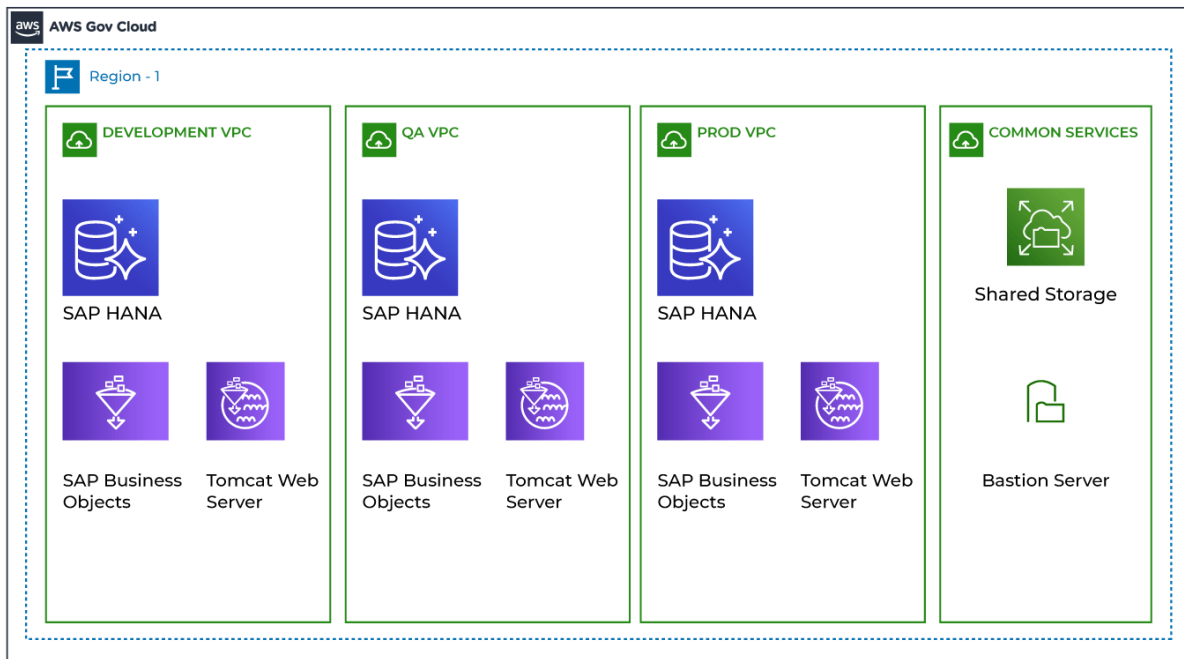 aws AWS Gov Cloud
Region - 1
DEVELOPMENT VPC
SAP HANA
SAP Business
Objects
Tomcat Web
Server
QA VPC
SAP HANA
SAP Business
Objects
Tomcat Web
Server
PROD VPC
SAP HANA
SAP Business
Objects
Tomcat Web
Server
COMMON SERVICES
Shared Storage
Bastion Server